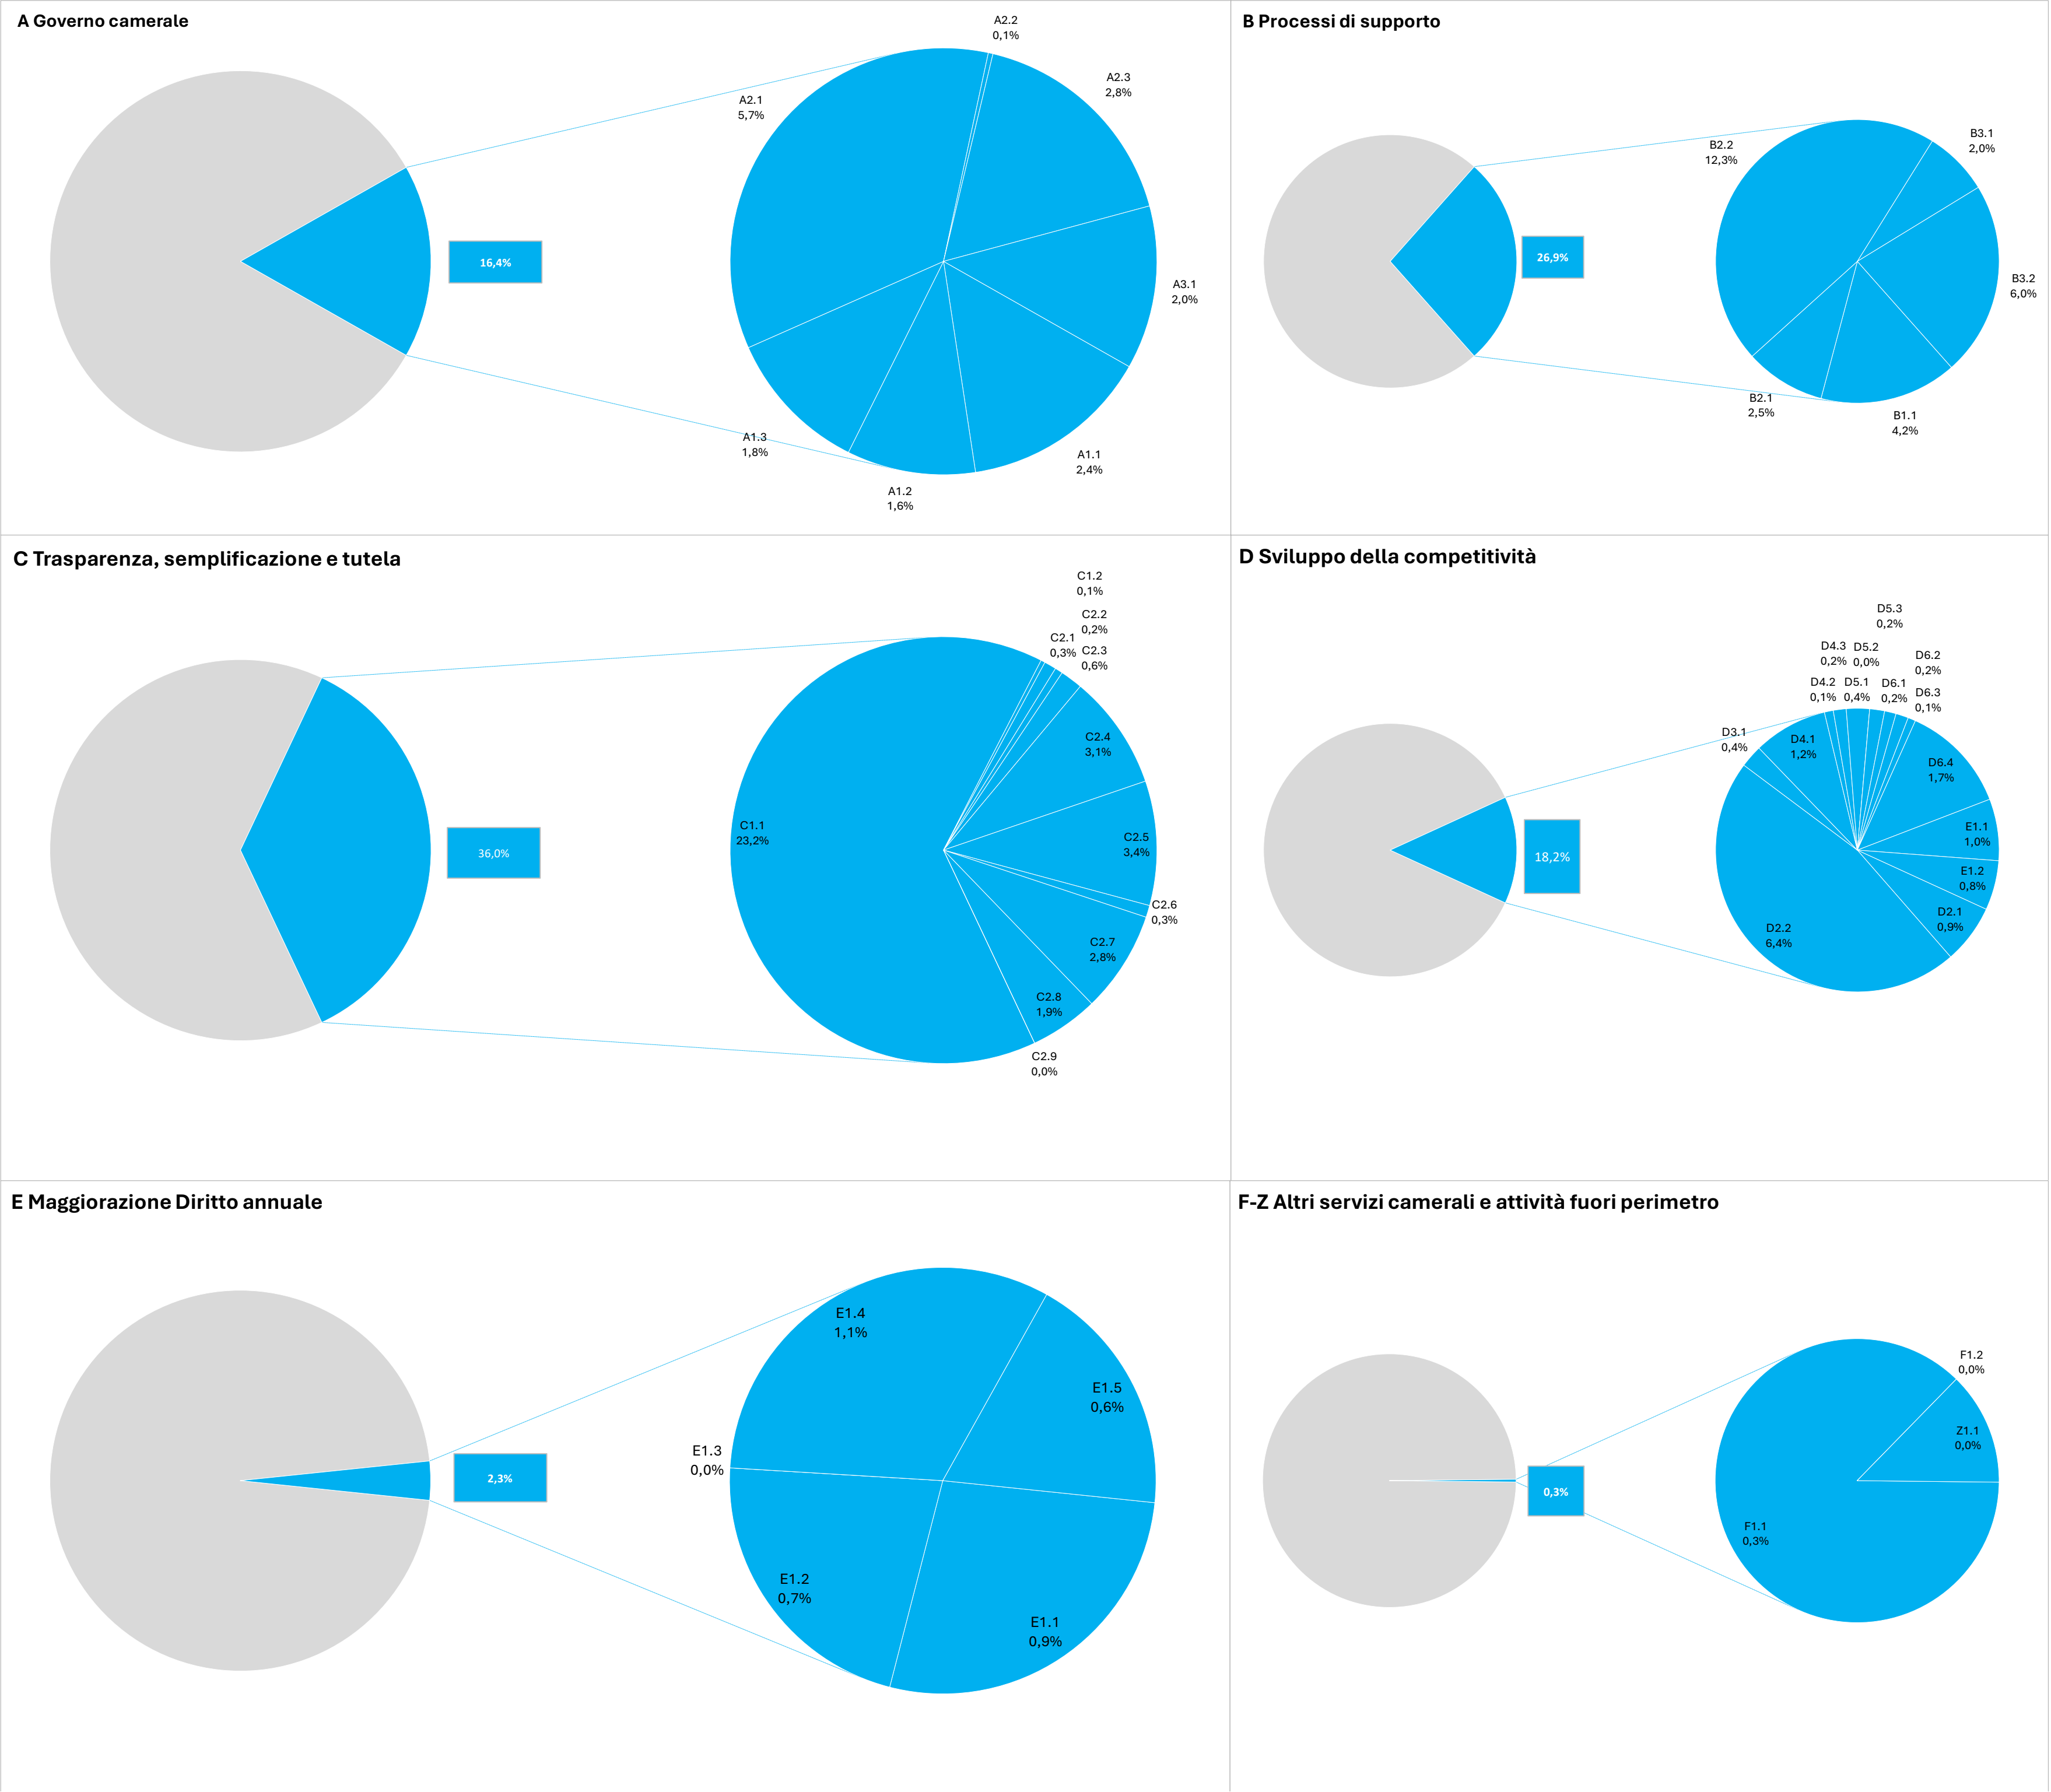 A Governo camerale
A2.2
0,1%
A2.3
2,8%
A2.1
5,7%
16,4%
A3.1
2,0%
A1.3
1,8%
A1.1
2,4%
A1.2
1,6%
B Processi di supporto
B3.1
2,0%
B2.2
12,3%
26,9%
B3.2
6,0%
B2.1
2,5%
B1.1
4,2%
C Trasparenza, semplificazione e tutela
C1.2
0,1%
C2.2
0,2%
C2.1
0,3%
C2.3
0,6%
C2.4
3,1%
C1.1
23,2%
36,0%
C2.5
3,4%
C2.6
0,3%
C2.7
2,8%
C2.8
1,9%
C2.9
0,0%
D Sviluppo della competitività
D5.3
0,2%
D4.3
0,2%
D5.2
0,0%
D6.2
0,2%
D4.2
0,1%
D5.1
0,4%
D6.1
0,2%
D6.3
0,1%
D3.1
0,4%
D4.1
1,2%
D6.4
1,7%
E1.1
1,0%
18,2%
E1.2
0,8%
D2.1
0,9%
D2.2
6,4%
E Maggiorazione Diritto annuale
E1.4
1,1%
E1.5
0,6%
E1.3
0,0%
2,3%
E1.2
0,7%
E1.1
0,9%
F-Z Altri servizi camerali e attività fuori perimetro
F1.2
0,0%
Z1.1
0,0%
0,3%
F1.1
0,3%